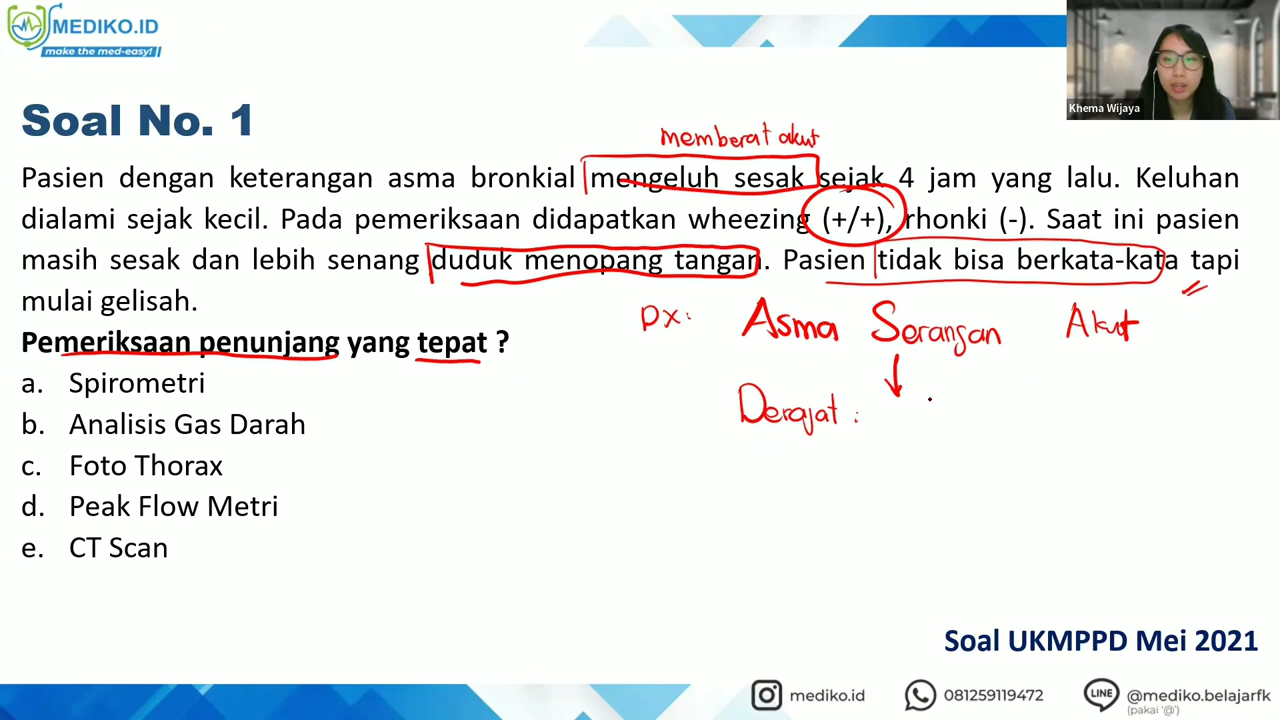 MEDIKO.ID
make the med-easy!
Khema Wijaya
Soal No. 1
memberat akut
Pasien dengan keterangan asma bronkial mengeluh sesak sejak 4 jam yang lalu. Keluhan
dialami sejak kecil. Pada pemeriksaan didapatkan wheezing (+/+), rhonki (-). Saat ini pasien
masih sesak dan lebih senang duduk menopang tangan. Pasien tidak bisa berkata-kata tapi
mulai gelisah.
DX: Asma Serangan Akut
Pemeriksaan penunjang yang tepat ?
a. Spirometri
Derajat :
b. Analisis Gas Darah
c. Foto Thorax
d. Peak Flow Metri
e. CT Scan
Soal UKMPPD Mei 2021
mediko.id
081259119472
LINE
@mediko.belajarfk
(pakai '@')